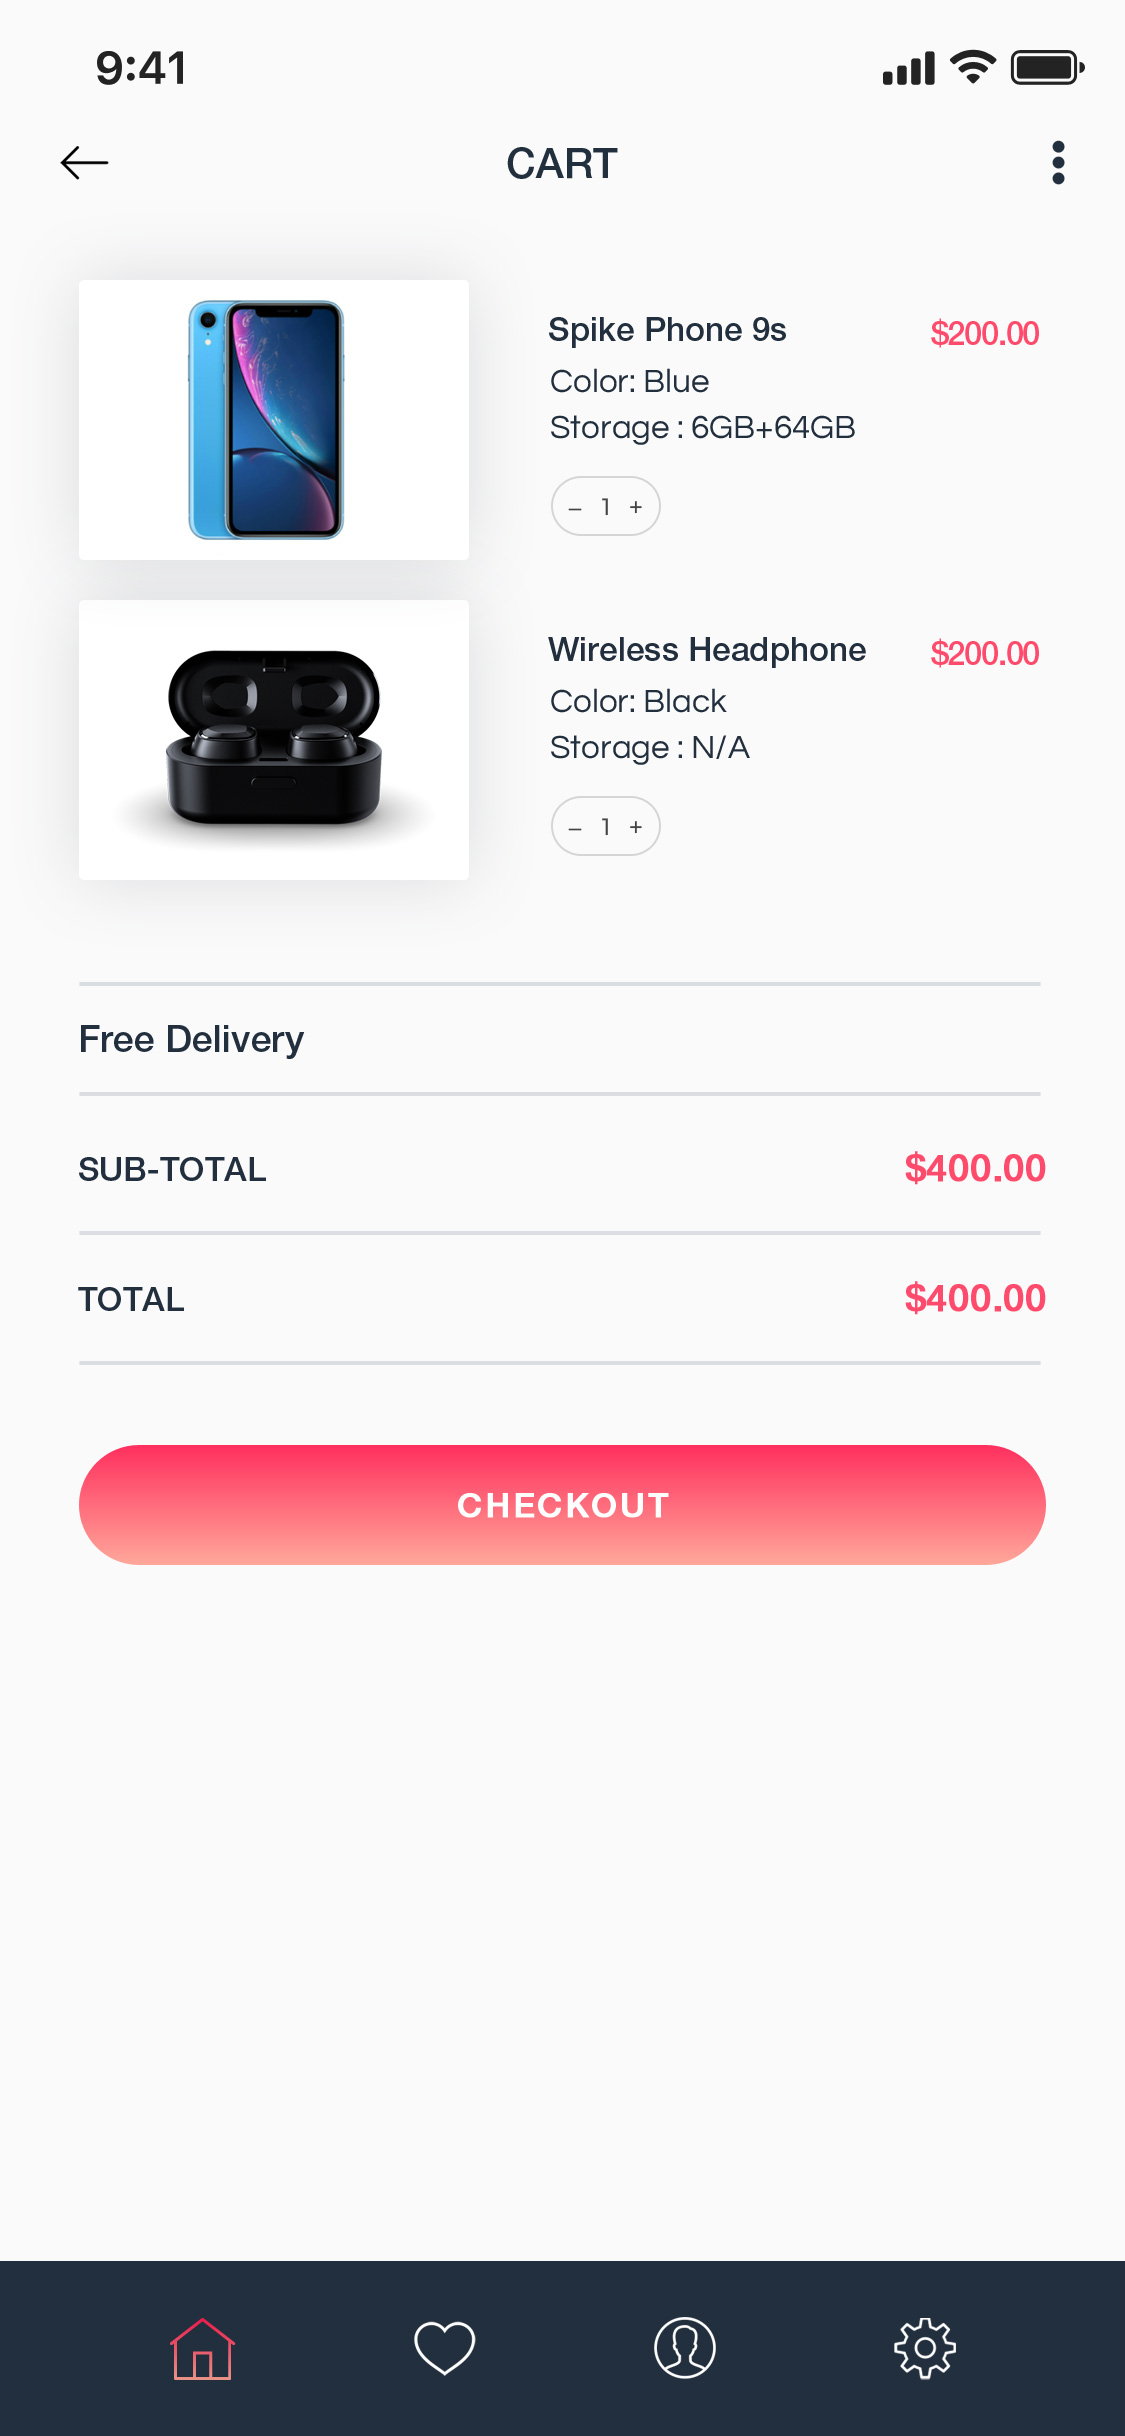 9:41
CART
Spike Phone 9s
$200.00
Color: Blue
Storage : 6GB+64GB
– 1 +
Wireless Headphone
$200.00
Color: Black
Storage : N/A
– 1 +
Free Delivery
SUB-TOTAL
$400.00
TOTAL
$400.00
CHECKOUT